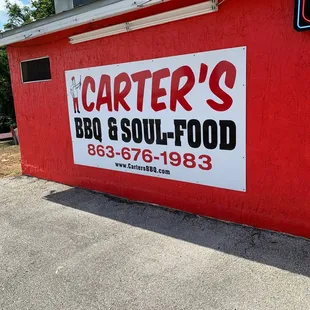 CARTER'S
BBQ & SOUL-FOOD
863-676-1983
www.CartersBBQ.com